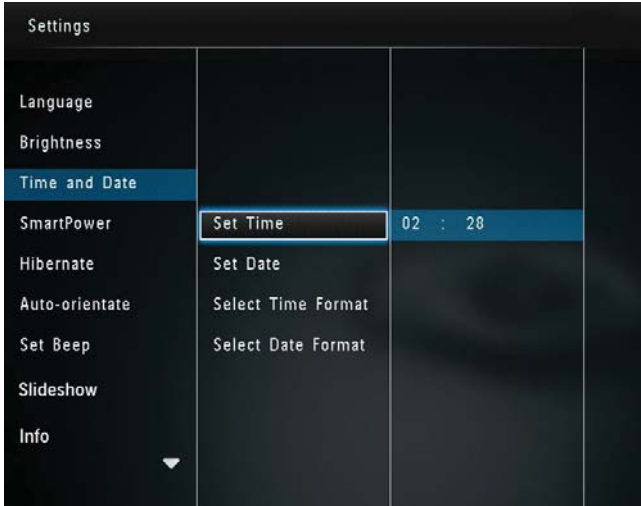 Settings
Language
Brightness
Time and Date
SmartPower
Hibernate
Auto-orientate
Set Beep
Slideshow
Info
Set Time
Set Date
Select Time Format
Select Date Format
02 : 28